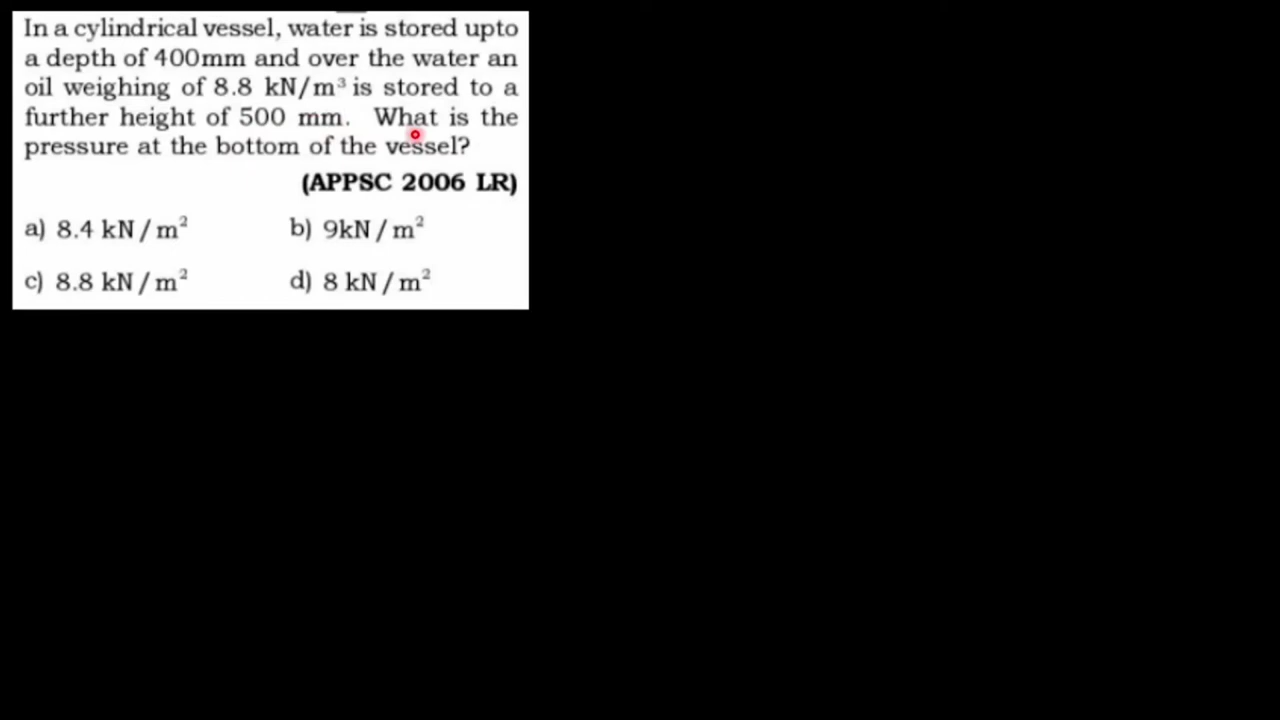 In a cylindrical vessel, water is stored upto
a depth of 400mm and over the water an
oil weighing of 8.8 kN/m³ is stored to a
further height of 500 mm. What is the
pressure at the bottom of the vessel?
(APPSC 2006 LR)
a) 8.4 kN/m² b) 9kN/m²
c) 8.8 kN/m² d) 8 kN/m²